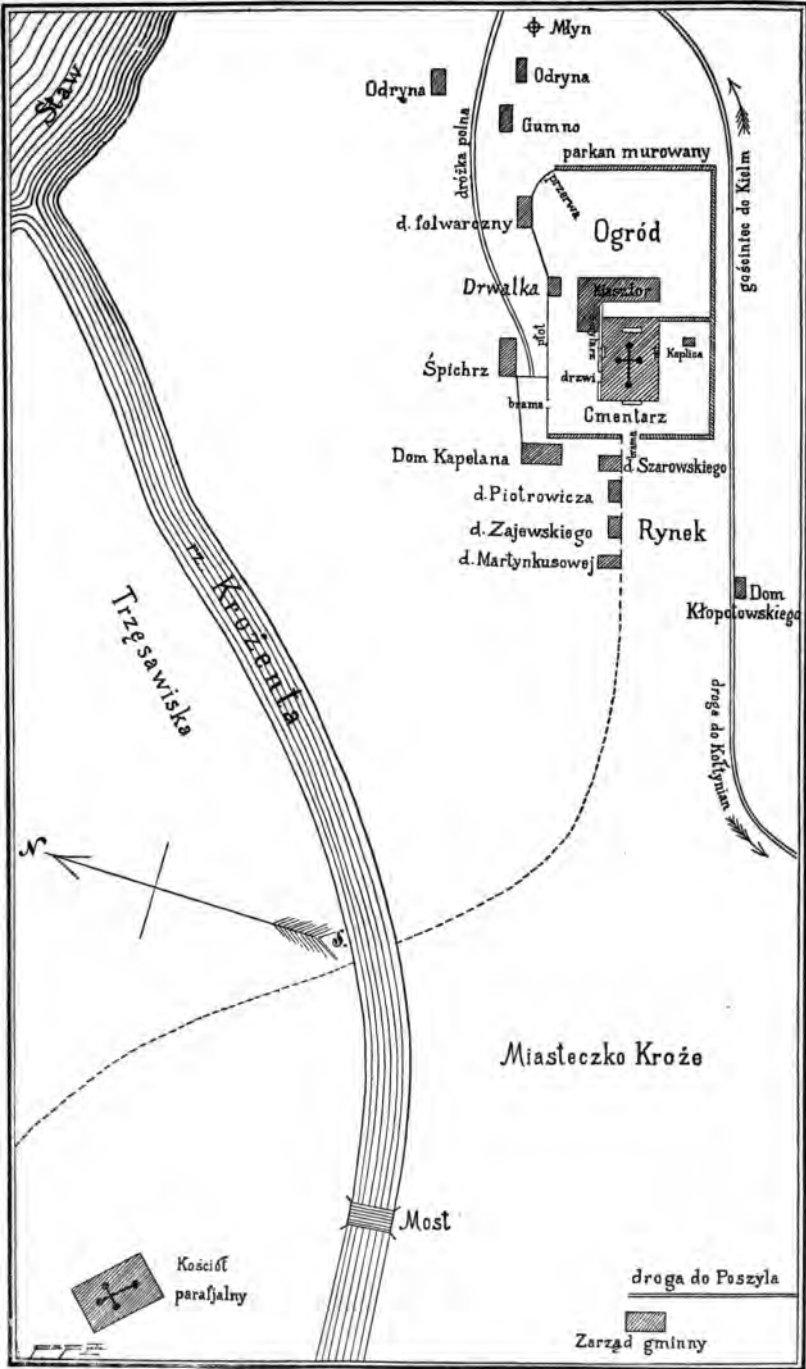 Staw
Młyn
Odryna
Odryna
Gumno
dróżka polna
parkan murowany
przerwa
d. folwarczny
Ogród
gościniec do Kielm
Drwalka
Klasztor
płot
Kaplica
Śpichrz
drzwi
brama
Cmentarz
brama
Dom Kapelana
d. Szarowskiego
d. Piotrowicza
d. Zajewskiego
Rynek
d. Martynkusowej
rz. Krożenta
Trzęsawiska
Dom
Kłopotowskiego
droga do Kołtynian
N
S.
Miasteczko Kroże
Most
Kościół
parafjalny
droga do Poszyla
Zarząd gminny